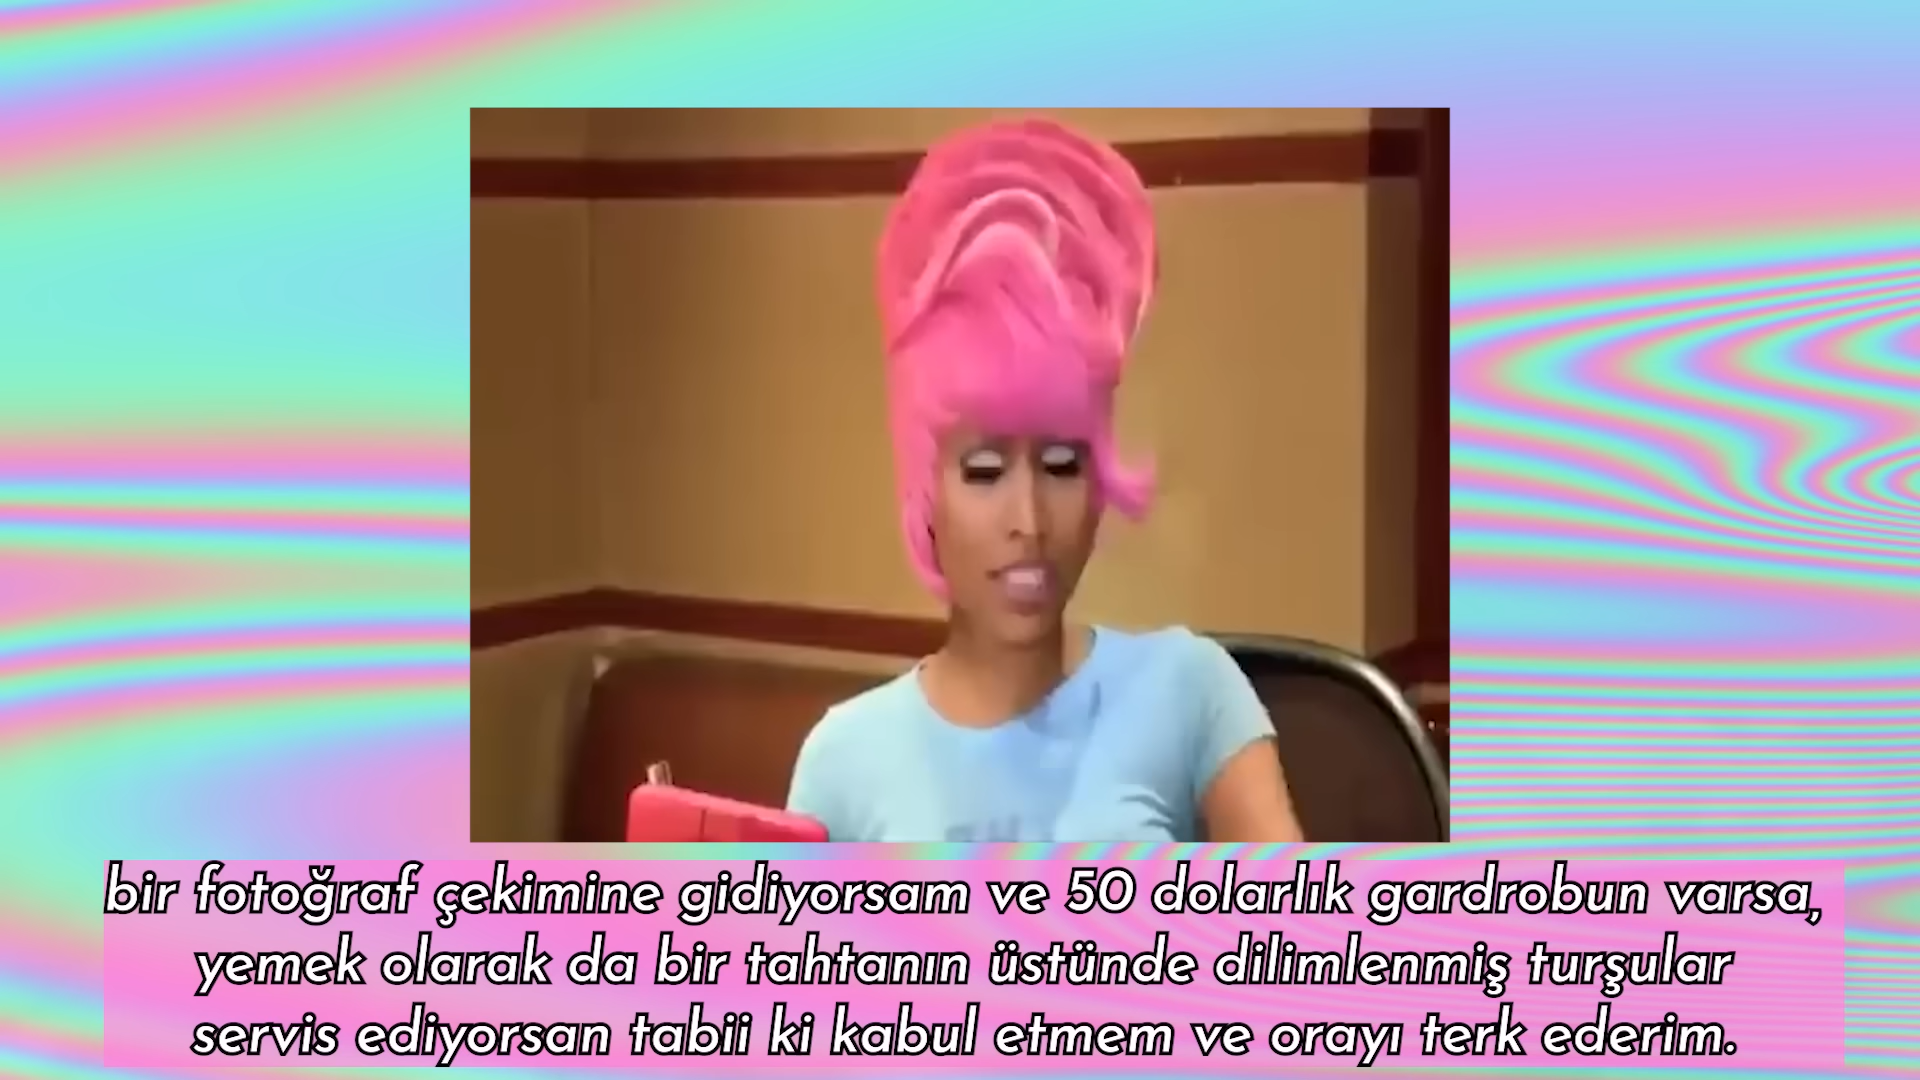 bir fotoğraf çekimine gidiyorsam ve 50 dolarlık gardrobun varsa,
yemek olarak da bir tahtanın üstünde dilimlenmiş turşular
servis ediyorsan tabii ki kabul etmem ve orayı terk ederim.